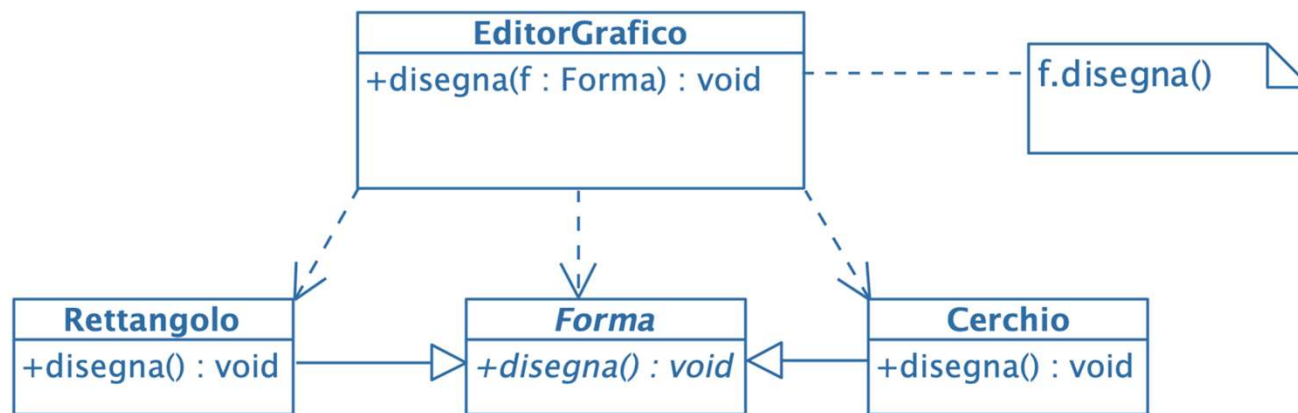 EditorGrafico
+disegna(f : Forma) : void
f.disegna()
Rettangolo
+disegna() : void
Forma
+disegna() : void
Cerchio
+disegna() : void